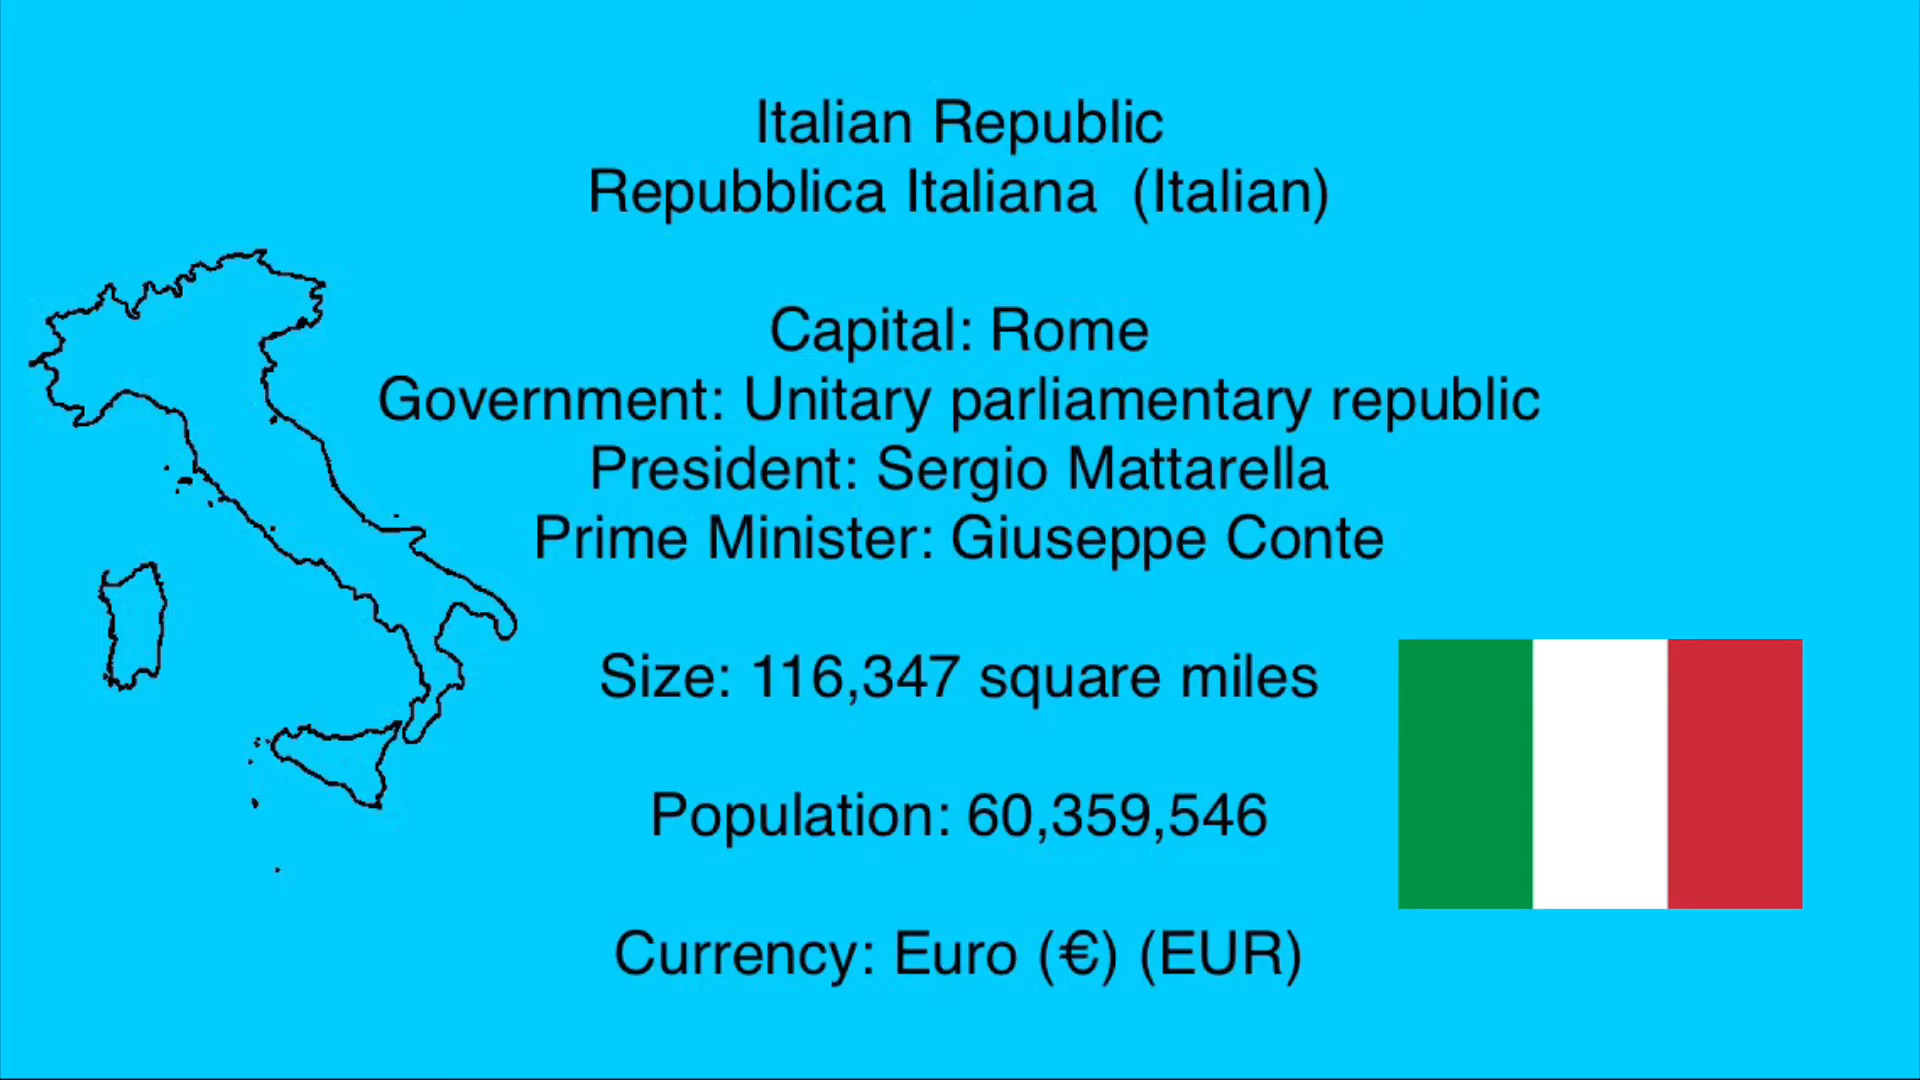 Italian Republic
Repubblica Italiana (Italian)
Capital: Rome
Government: Unitary parliamentary republic
President: Sergio Mattarella
Prime Minister: Giuseppe Conte
Size: 116,347 square miles
Population: 60,359,546
Currency: Euro (€) (EUR)